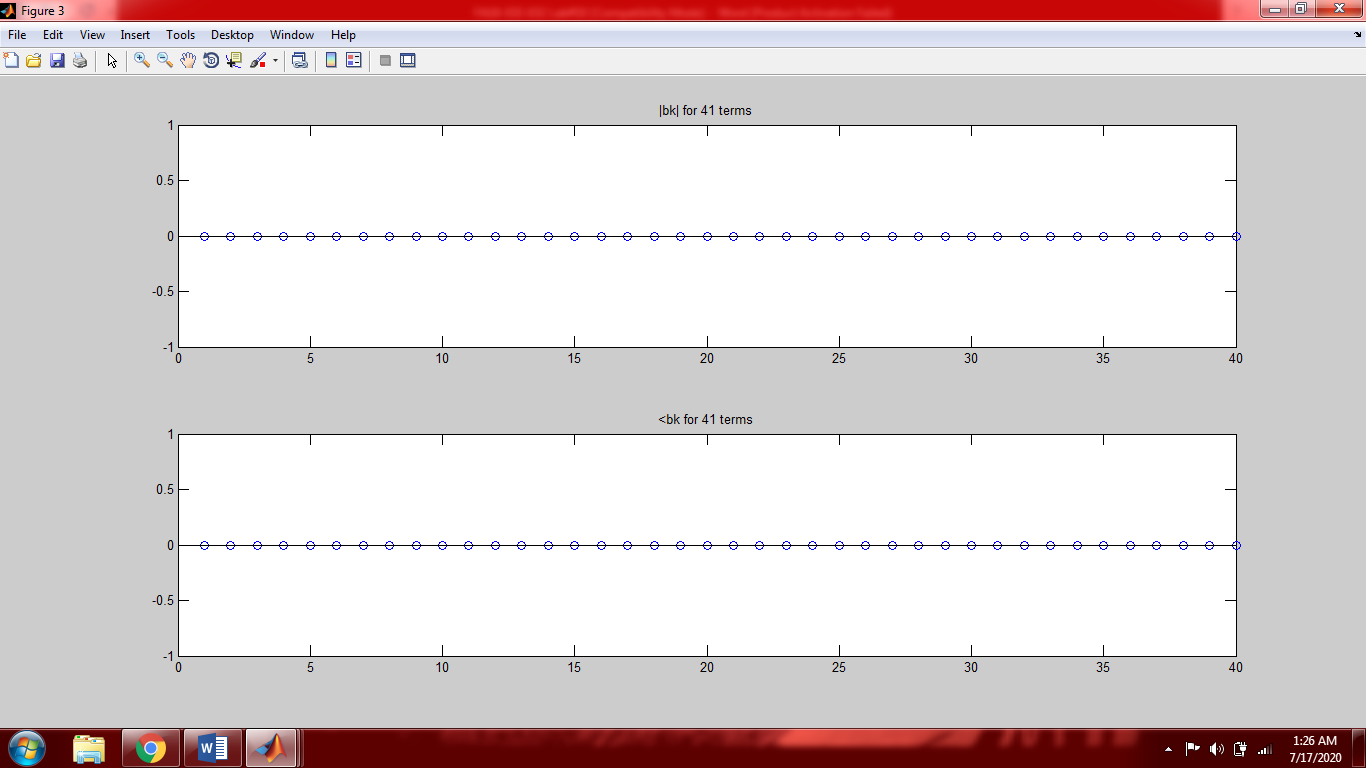 Figure 3
File Edit View Insert Tools Desktop Window Help
|bk| for 41 terms
1
0.5
0
-0.5
-1
0 5 10 15 20 25 30 35 40
<bk for 41 terms
1
0.5
0
-0.5
-1
0 5 10 15 20 25 30 35 40
1:26 AM
7/17/2020